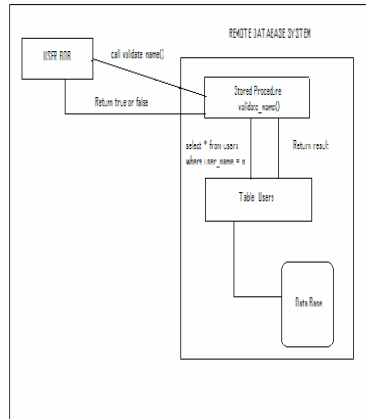 REMOTE DATABASE SYSTEM
USER
call validate name()
Stored Procedure
validate_name()
Return true or false
select * from users
where user_name = n
Return result
Table Users
Data Base